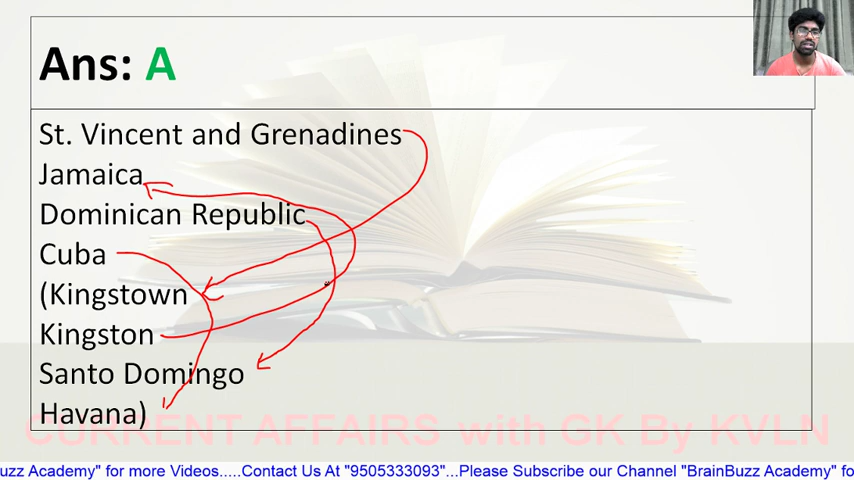 Ans: A
St. Vincent and Grenadines
Jamaica
Dominican Republic
Cuba
(Kingstown
Kingston
Santo Domingo
Havana)
CURRENT AFFAIRS with GK By KVLN
uzz Academy" for more Videos.....Contact Us At "9505333093"...Please Subscribe our Channel "BrainBuzz Academy" fo